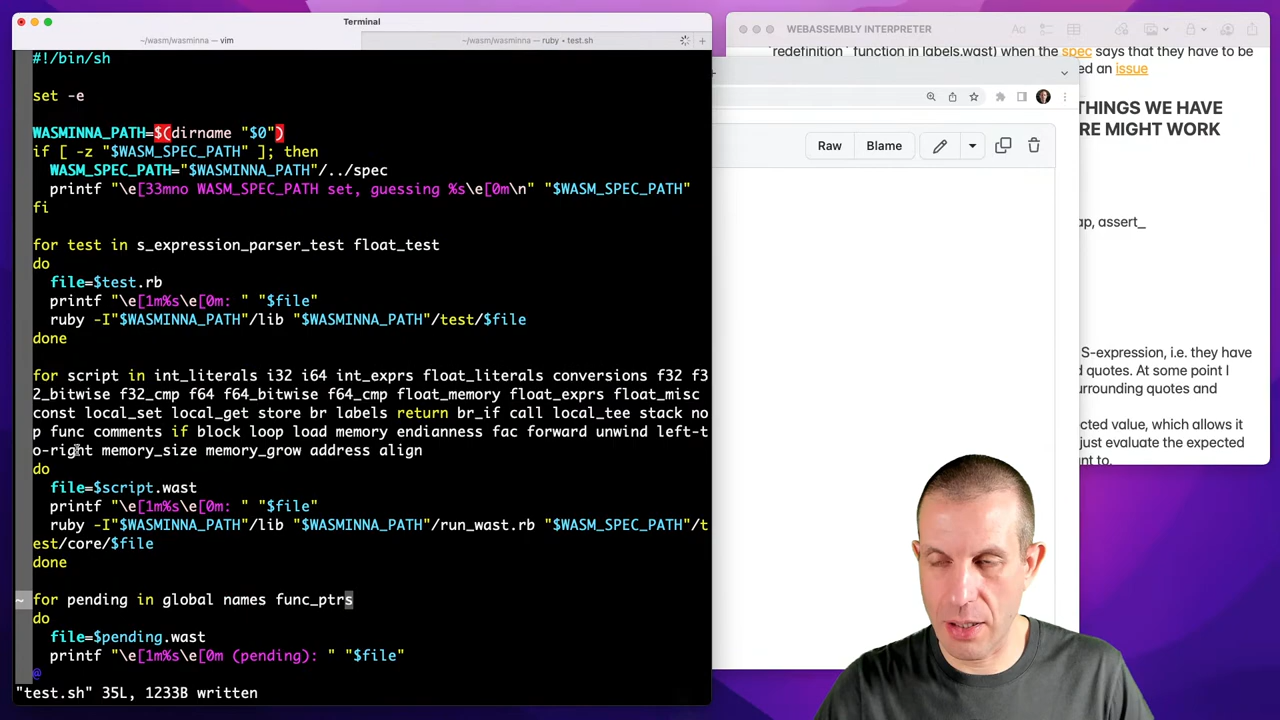 Terminal
~/wasm/wasminna — vim
~/wasm/wasminna — ruby • test.sh
#!/bin/sh
set -e
WASMINNA_PATH=$(dirname "$0")
if [ -z "$WASM_SPEC_PATH" ]; then
WASM_SPEC_PATH="$WASMINNA_PATH"/../spec
printf "\e[33mno WASM_SPEC_PATH set, guessing %s\e[0m\n" "$WASM_SPEC_PATH"
fi
for test in s_expression_parser_test float_test
do
file=$test.rb
printf "\e[1m%s\e[0m: " "$file"
ruby -I"$WASMINNA_PATH"/lib "$WASMINNA_PATH"/test/$file
done
for script in int_literals i32 i64 int_exprs float_literals conversions f32 f3
2_bitwise f32_cmp f64 f64_bitwise f64_cmp float_memory float_exprs float_misc
const local_set local_get store br labels return br_if call local_tee stack no
p func comments if block loop load memory endianness fac forward unwind left-t
o-right memory_size memory_grow address align
do
file=$script.wast
printf "\e[1m%s\e[0m: " "$file"
ruby -I"$WASMINNA_PATH"/lib "$WASMINNA_PATH"/run_wast.rb "$WASM_SPEC_PATH"/t
est/core/$file
done
~ for pending in global names func_ptrs
do
file=$pending.wast
printf "\e[1m%s\e[0m (pending): " "$file"
@
"test.sh" 35L, 1233B written
Raw
Blame
WEBASSEMBLY INTERPRETER
Aa
`redefinition` function in labels.wast) when the spec says that they have to be
ed an issue
THINGS WE HAVE
RE MIGHT WORK
ap, assert_
S-expression, i.e. they have
d quotes. At some point I
urrounding quotes and
cted value, which allows it
just evaluate the expected
ant to.